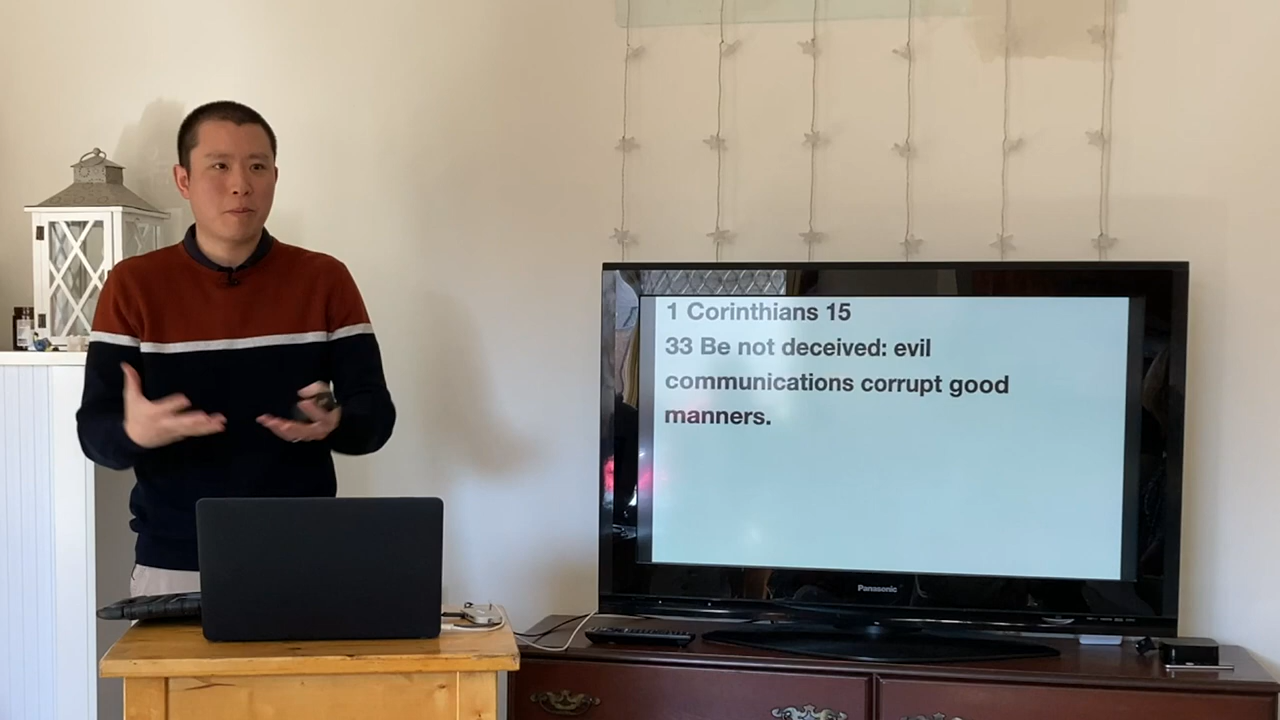 1 Corinthians 15
33 Be not deceived: evil
communications corrupt good
manners.
Panasonic